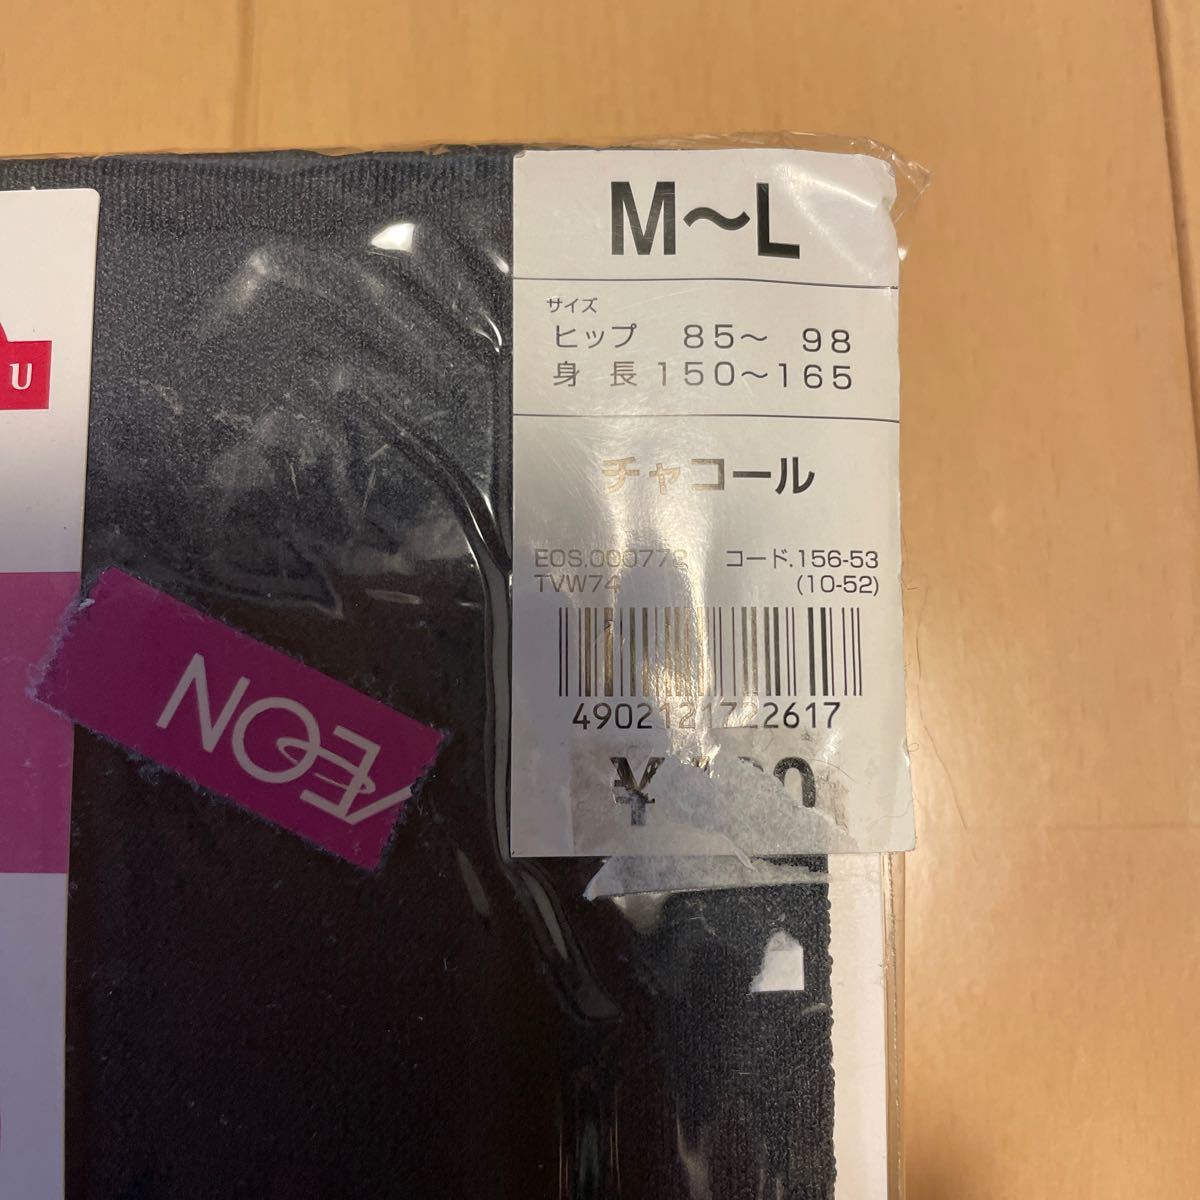 M～L
サイズ
ヒップ 85～ 98
身 長 150～165
チャコール
EOS.000772 コード.156-53
TVW74 (10-52)
4902121722617
¥
U
ÆON